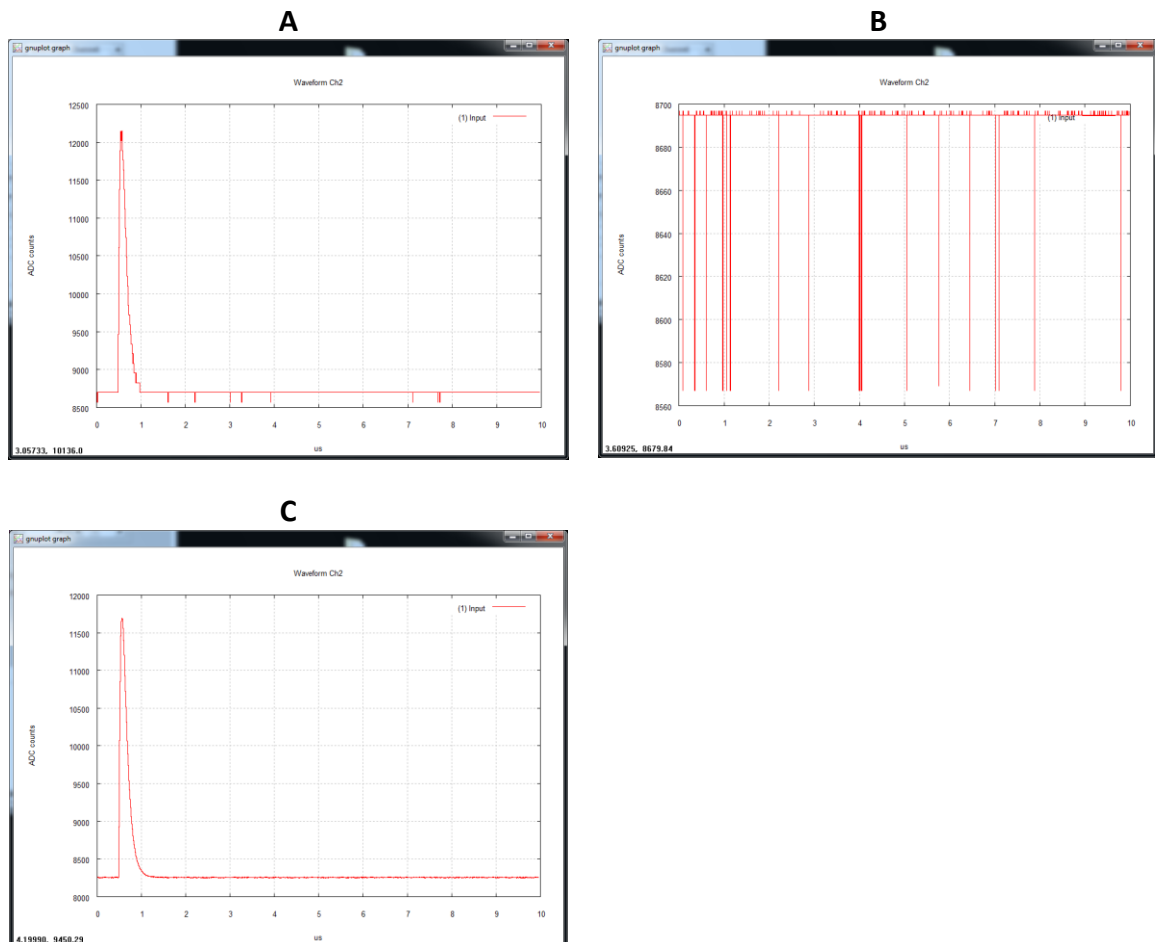 A
gnuplot graph
Waveform Ch2
(1) Input
ADC counts
12500
12000
11500
11000
10500
10000
9500
9000
8500
0 1 2 3 4 5 6 7 8 9 10
us
3.05733, 10136.0
B
gnuplot graph
Waveform Ch2
(1) Input
ADC counts
8700
8680
8660
8640
8620
8600
8580
8560
0 1 2 3 4 5 6 7 8 9 10
us
3.60925, 8679.84
C
gnuplot graph
Waveform Ch2
(1) Input
ADC counts
12000
11500
11000
10500
10000
9500
9000
8500
8000
0 1 2 3 4 5 6 7 8 9 10
us
4.19990, 9450.29